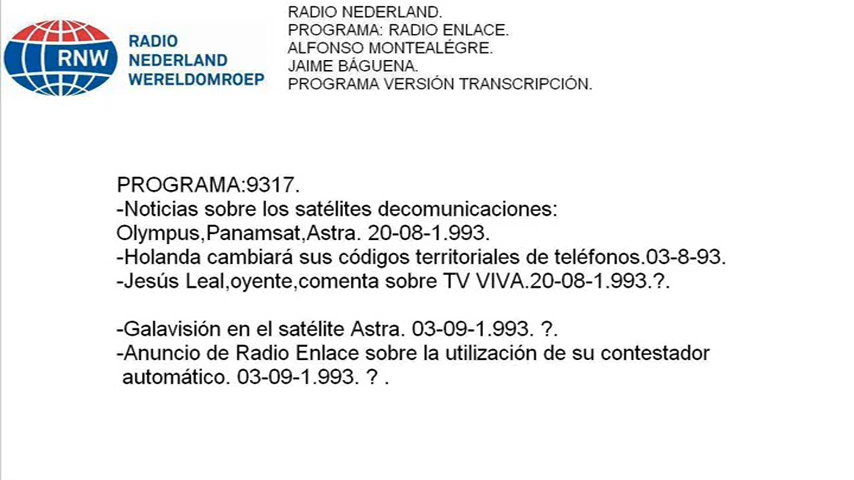 RNW
RADIO
NEDERLAND
WERELDOMROEP
RADIO NEDERLAND.
PROGRAMA: RADIO ENLACE.
ALFONSO MONTEALÉGRE.
JAIME BÁGUENA.
PROGRAMA VERSIÓN TRANSCRIPCIÓN.
PROGRAMA:9317.
-Noticias sobre los satélites decomunicaciones:
Olympus,Panamsat,Astra. 20-08-1.993.
-Holanda cambiará sus códigos territoriales de teléfonos.03-8-93.
-Jesús Leal,oyente,comenta sobre TV VIVA.20-08-1.993.?.
-Galavisión en el satélite Astra. 03-09-1.993. ?.
-Anuncio de Radio Enlace sobre la utilización de su contestador
automático. 03-09-1.993. ? .